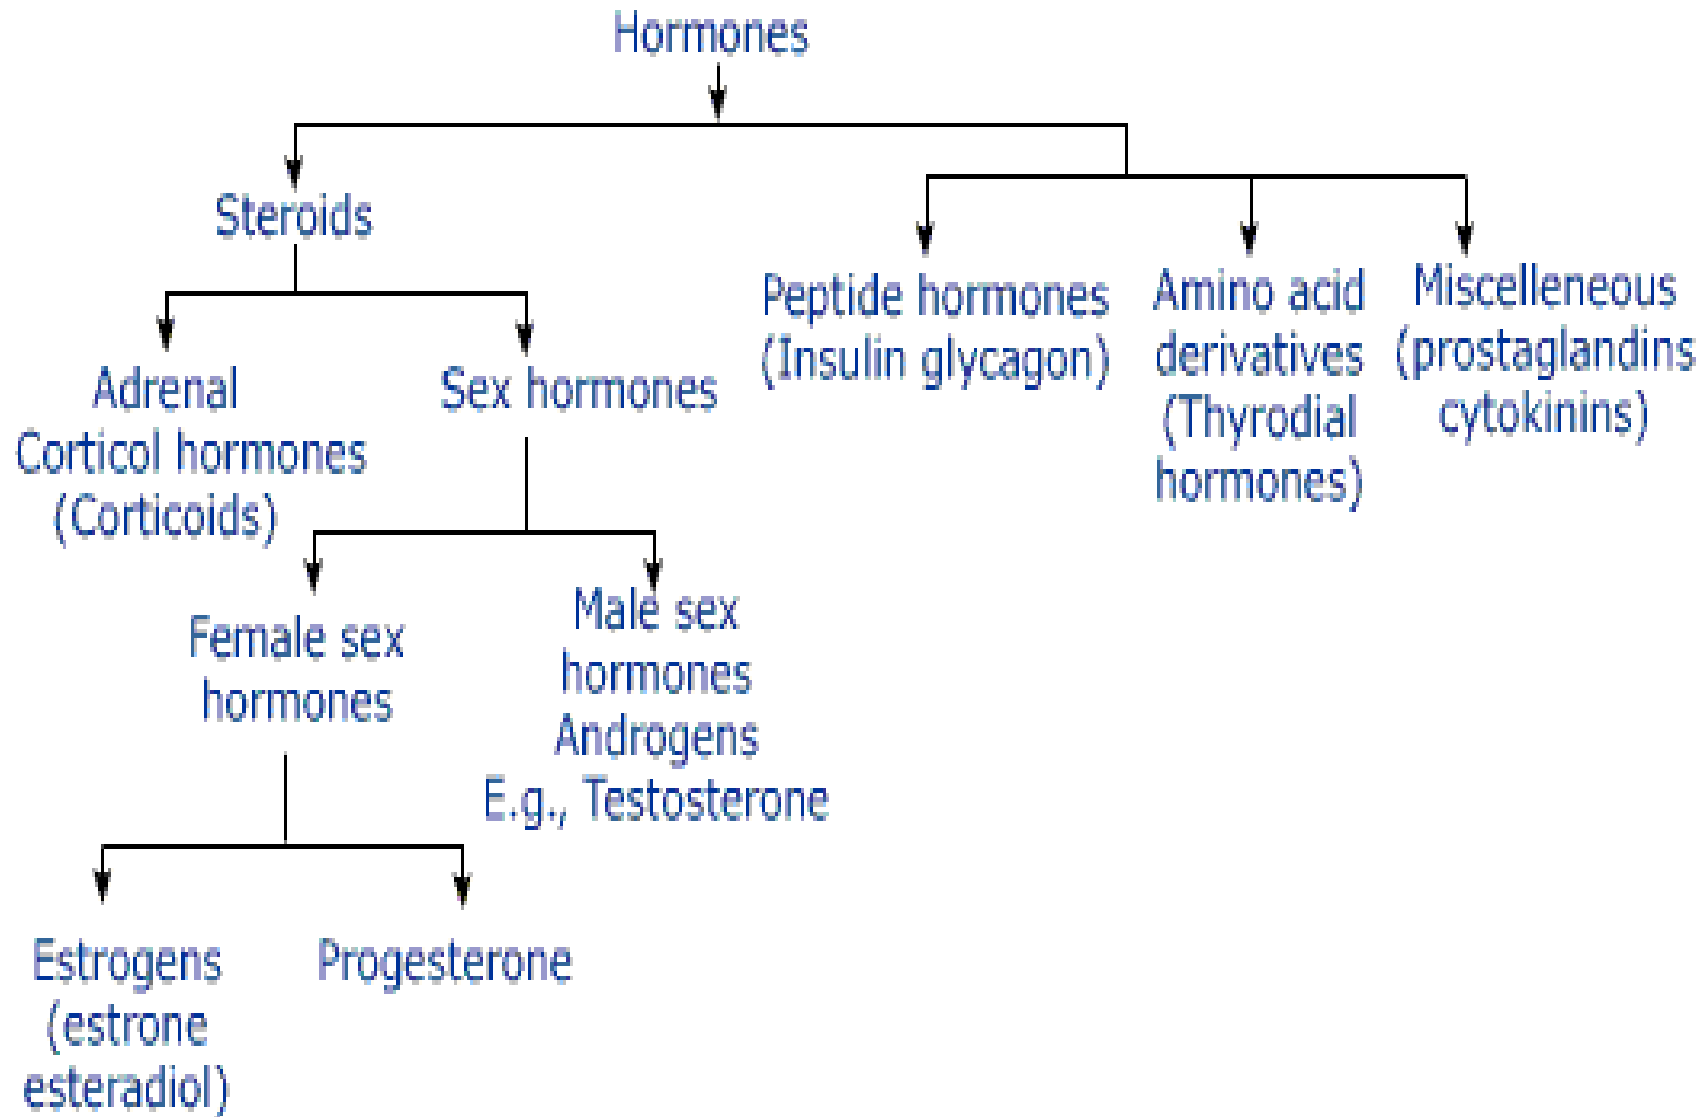 Hormones
Steroids
Peptide hormones
(Insulin glycagon)
Amino acid
derivatives
(Thyrodial
hormones)
Miscelleneous
(prostaglandins
cytokinins)
Adrenal
Corticol hormones
(Corticoids)
Sex hormones
Female sex
hormones
Male sex
hormones
Androgens
E.g., Testosterone
Estrogens
(estrone
esteradiol)
Progesterone